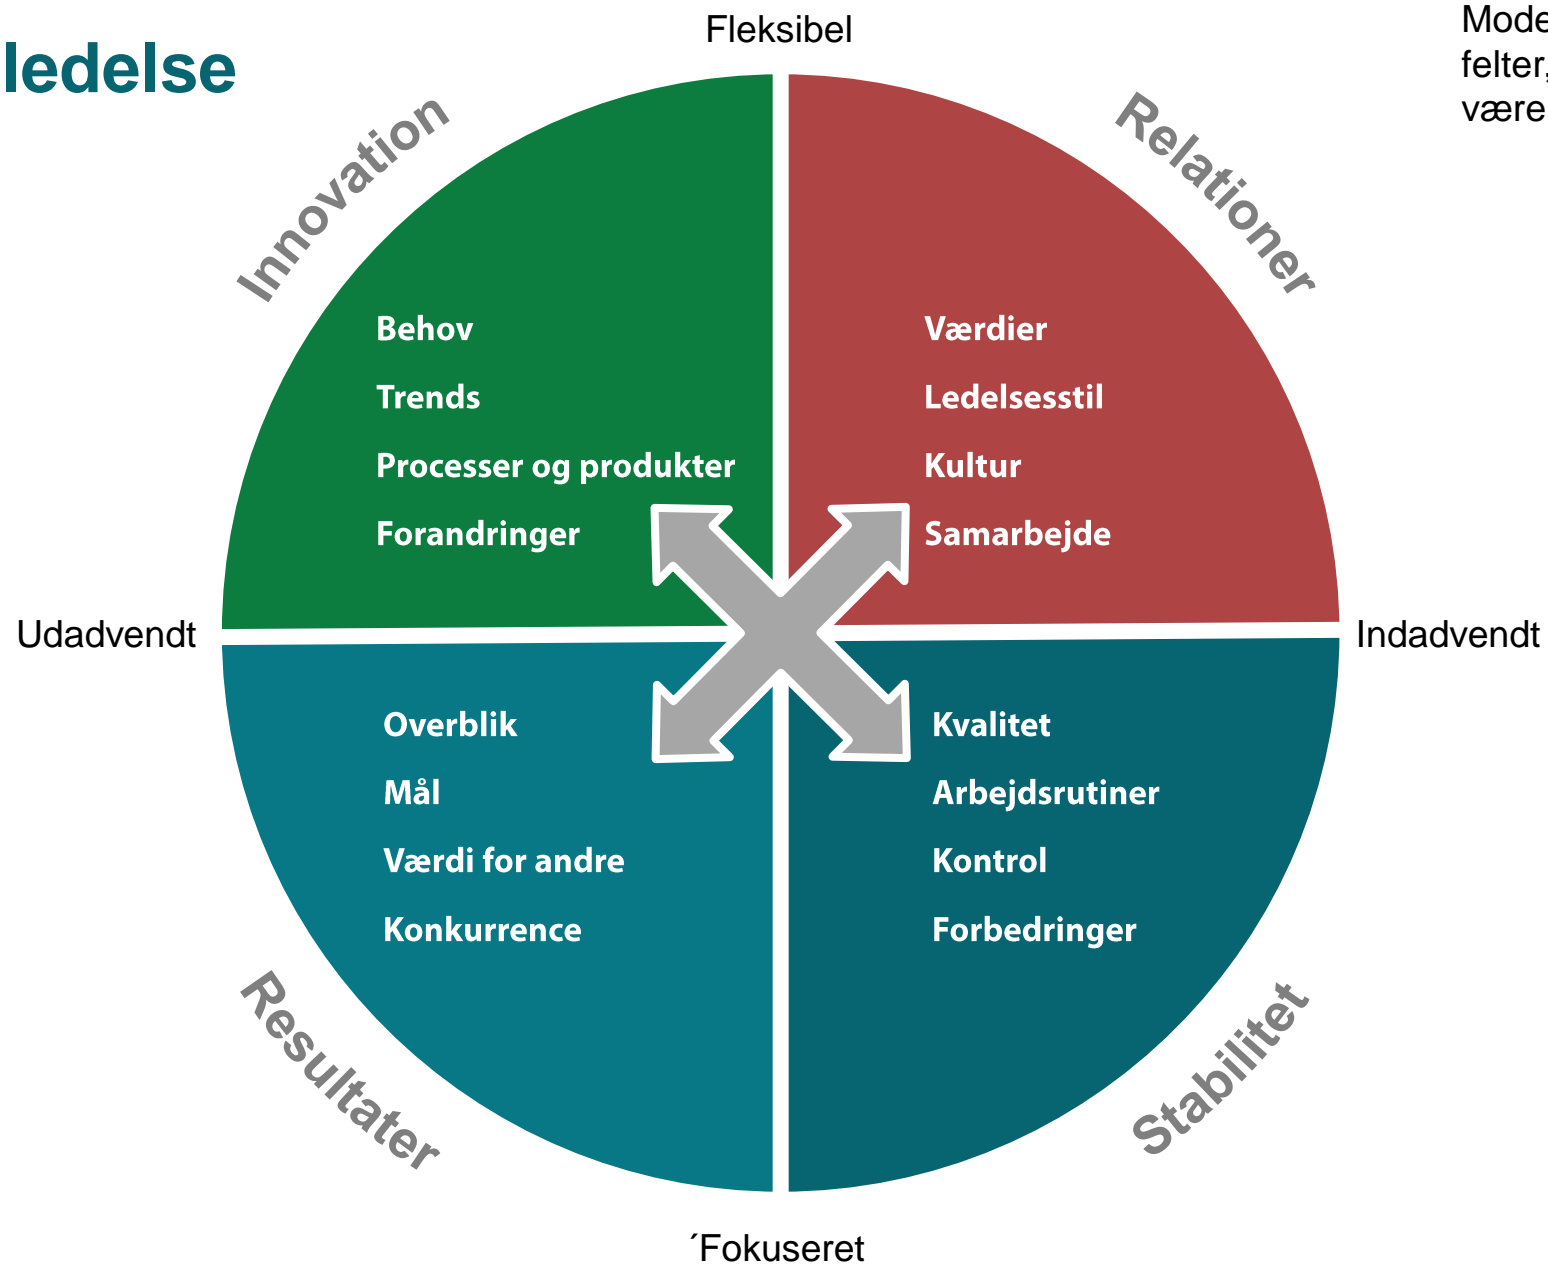 Fleksibel
ledelse
Mode
felter,
være
Innovation
Relationer
Behov
Trends
Processer og produkter
Forandringer
Værdier
Ledelsesstil
Kultur
Samarbejde
Udadvendt
Indadvendt
Overblik
Mål
Værdi for andre
Konkurrence
Kvalitet
Arbejdsrutiner
Kontrol
Forbedringer
Resultater
Stabilitet
´Fokuseret